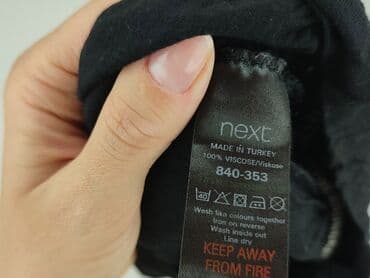 next
MADE IN TURKEY
100% VISCOSE/Viskose
840-353
40
Wash like colours together
Iron on reverse
Wash inside out
Line dry
KEEP AWAY
FROM FIRE